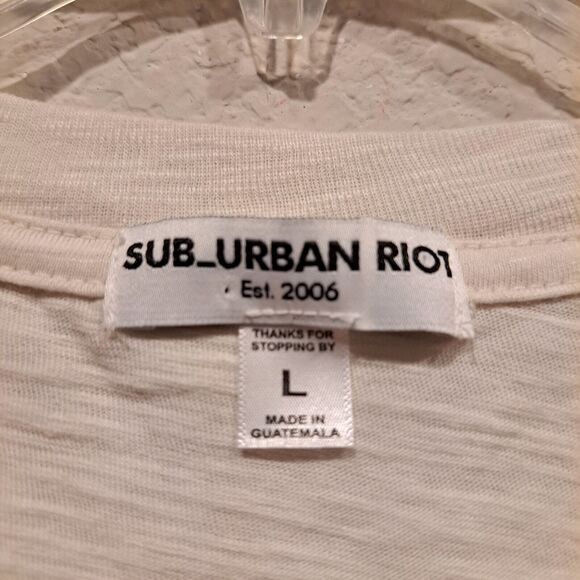 SUB_URBAN RIOT
Est. 2006
THANKS FOR
STOPPING BY
L
MADE IN
GUATEMALA